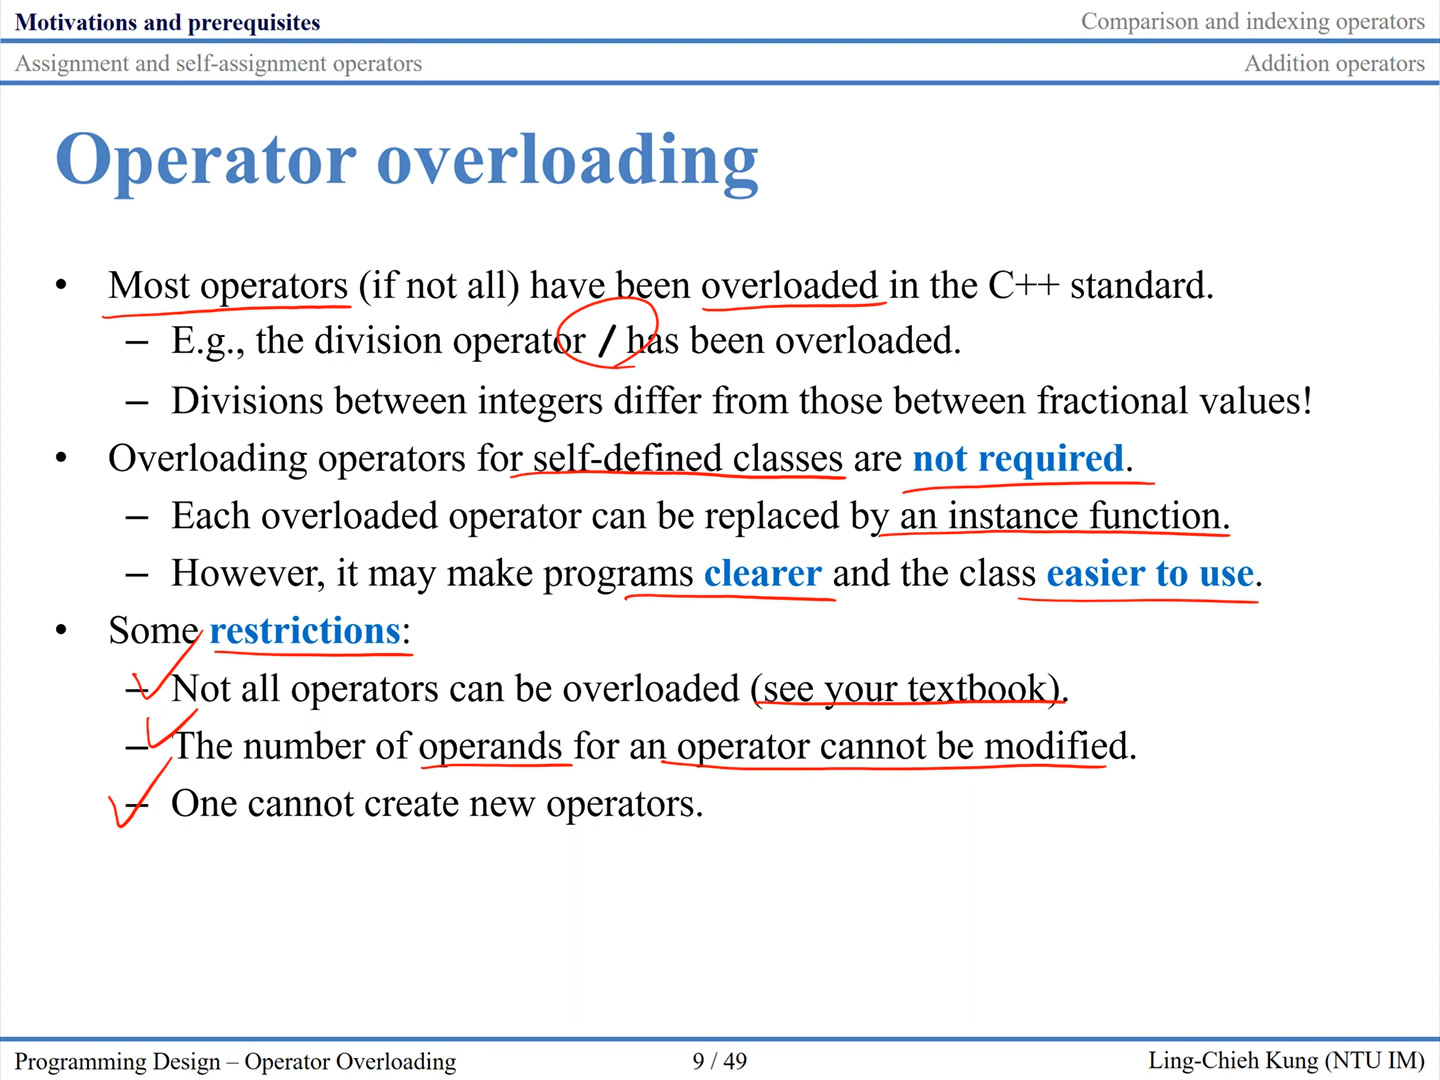 Motivations and prerequisites
Comparison and indexing operators
Assignment and self-assignment operators
Addition operators
Operator overloading
• Most operators (if not all) have been overloaded in the C++ standard.
– E.g., the division operator / has been overloaded.
– Divisions between integers differ from those between fractional values!
• Overloading operators for self-defined classes are not required.
– Each overloaded operator can be replaced by an instance function.
– However, it may make programs clearer and the class easier to use.
• Some restrictions:
– Not all operators can be overloaded (see your textbook).
– The number of operands for an operator cannot be modified.
– One cannot create new operators.
Programming Design – Operator Overloading
9 / 49
Ling-Chieh Kung (NTU IM)